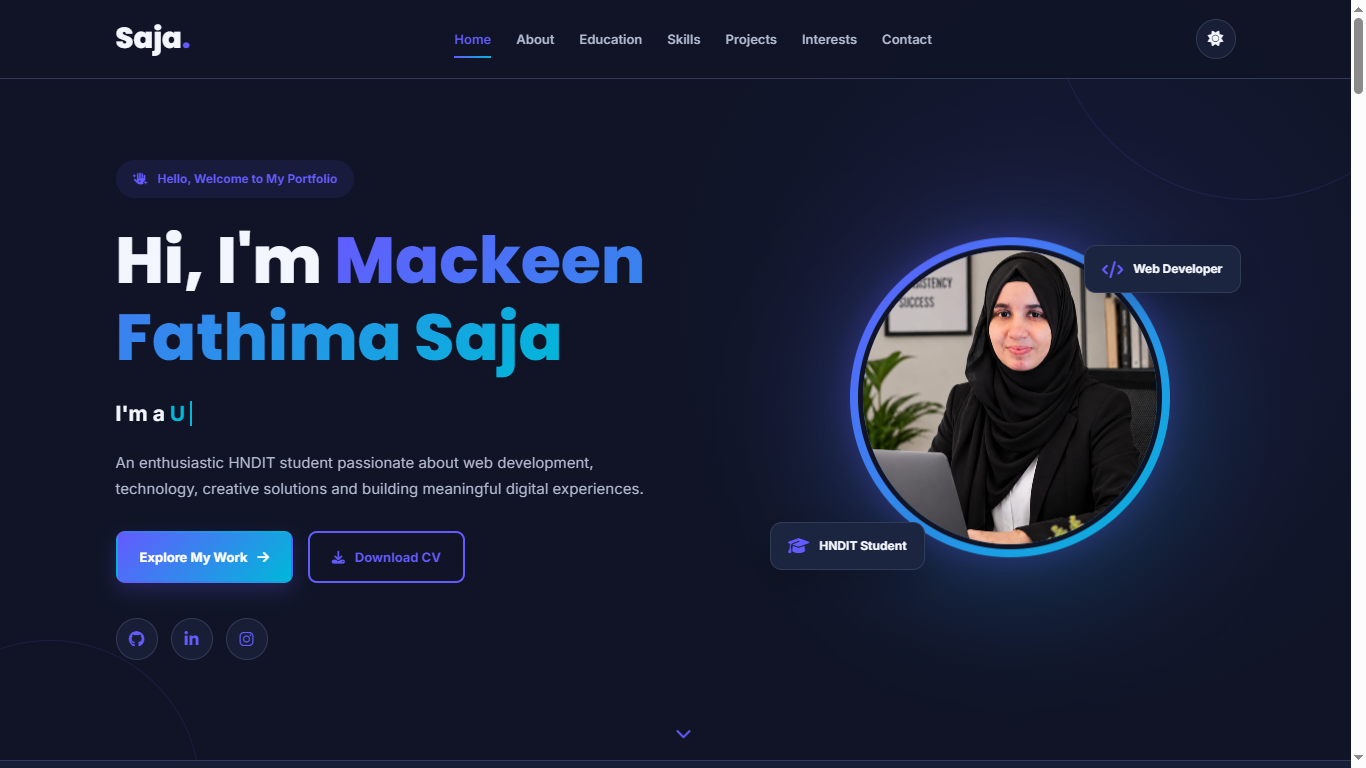 Saja.
Home About Education Skills Projects Interests Contact
Hello, Welcome to My Portfolio
Hi, I'm Mackeen
Fathima Saja
I'm a U
An enthusiastic HNDIT student passionate about web development,
technology, creative solutions and building meaningful digital experiences.
Explore My Work
Download CV
Web Developer
SUCCESS
HNDIT Student